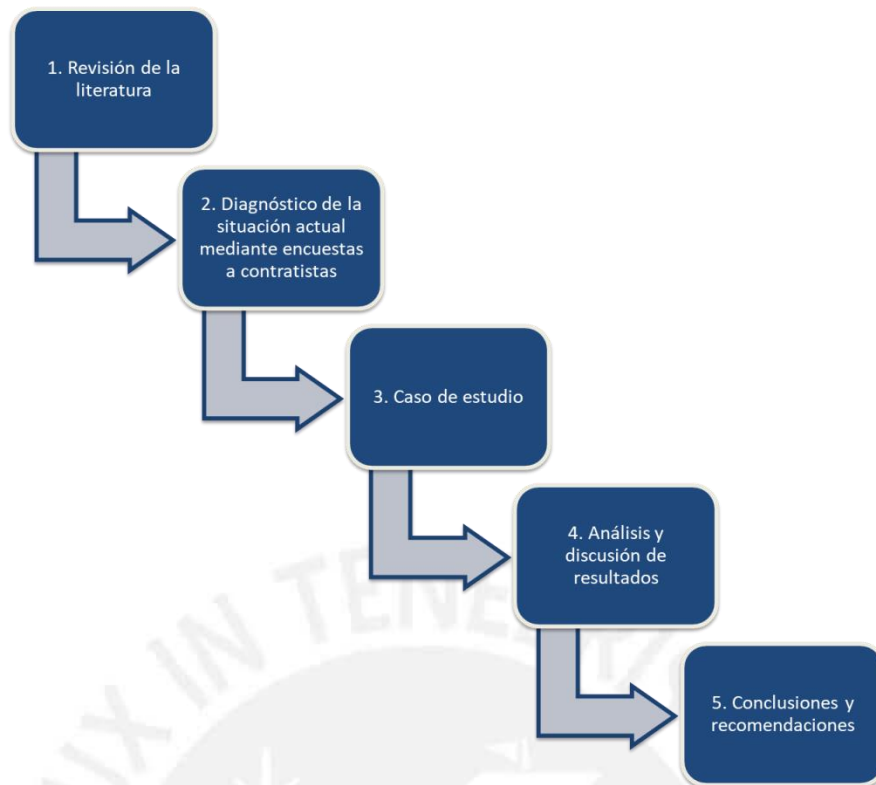 1. Revisión de la
literatura
2. Diagnóstico de la
situación actual
mediante encuestas
a contratistas
3. Caso de estudio
4. Análisis y
discusión de
resultados
5. Conclusiones y
recomendaciones
IN